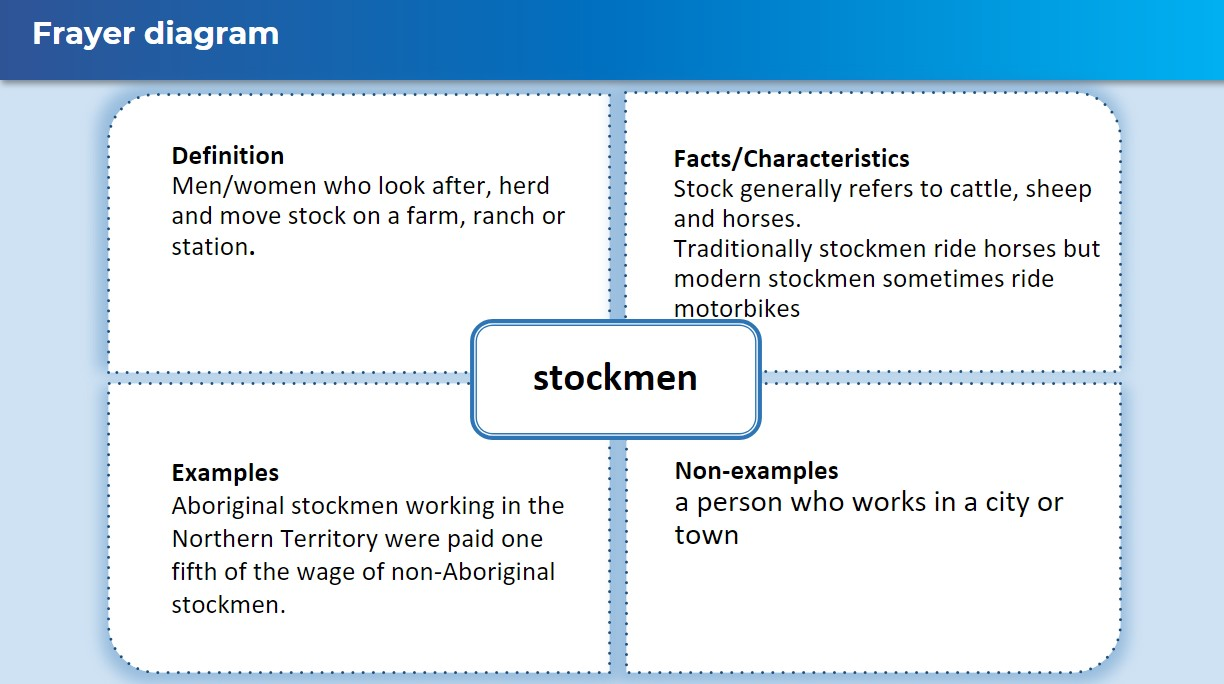 Frayer diagram
Definition
Men/women who look after, herd
and move stock on a farm, ranch or
station.
Facts/Characteristics
Stock generally refers to cattle, sheep
and horses.
Traditionally stockmen ride horses but
modern stockmen sometimes ride
motorbikes
stockmen
Examples
Aboriginal stockmen working in the
Northern Territory were paid one
fifth of the wage of non-Aboriginal
stockmen.
Non-examples
a person who works in a city or
town